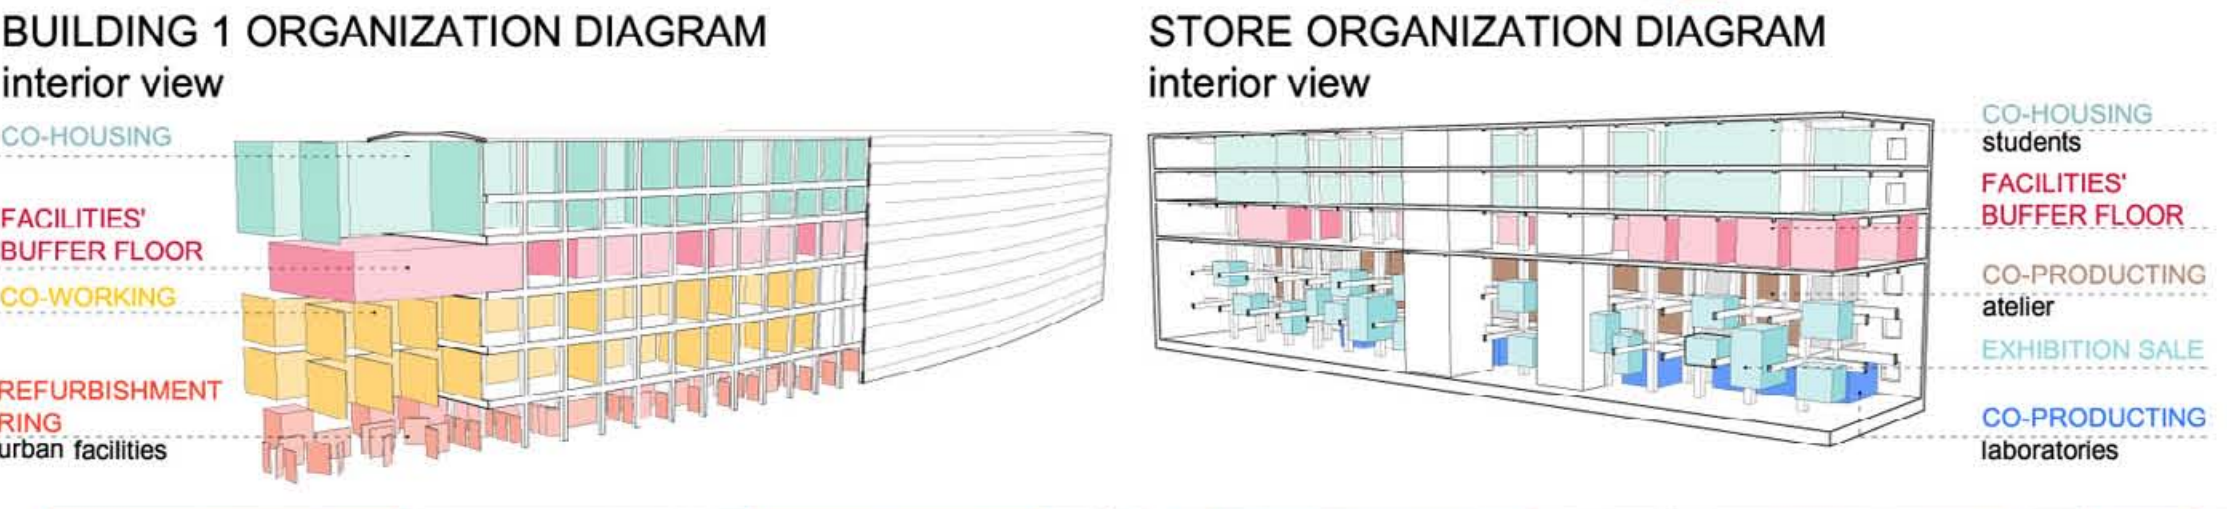 BUILDING 1 ORGANIZATION DIAGRAM
interior view
CO-HOUSING
FACILITIES'
BUFFER FLOOR
CO-WORKING
REFURBISHMENT
RING
urban facilities
STORE ORGANIZATION DIAGRAM
interior view
CO-HOUSING
students
FACILITIES'
BUFFER FLOOR
CO-PRODUCTING
atelier
EXHIBITION SALE
CO-PRODUCTING
laboratories